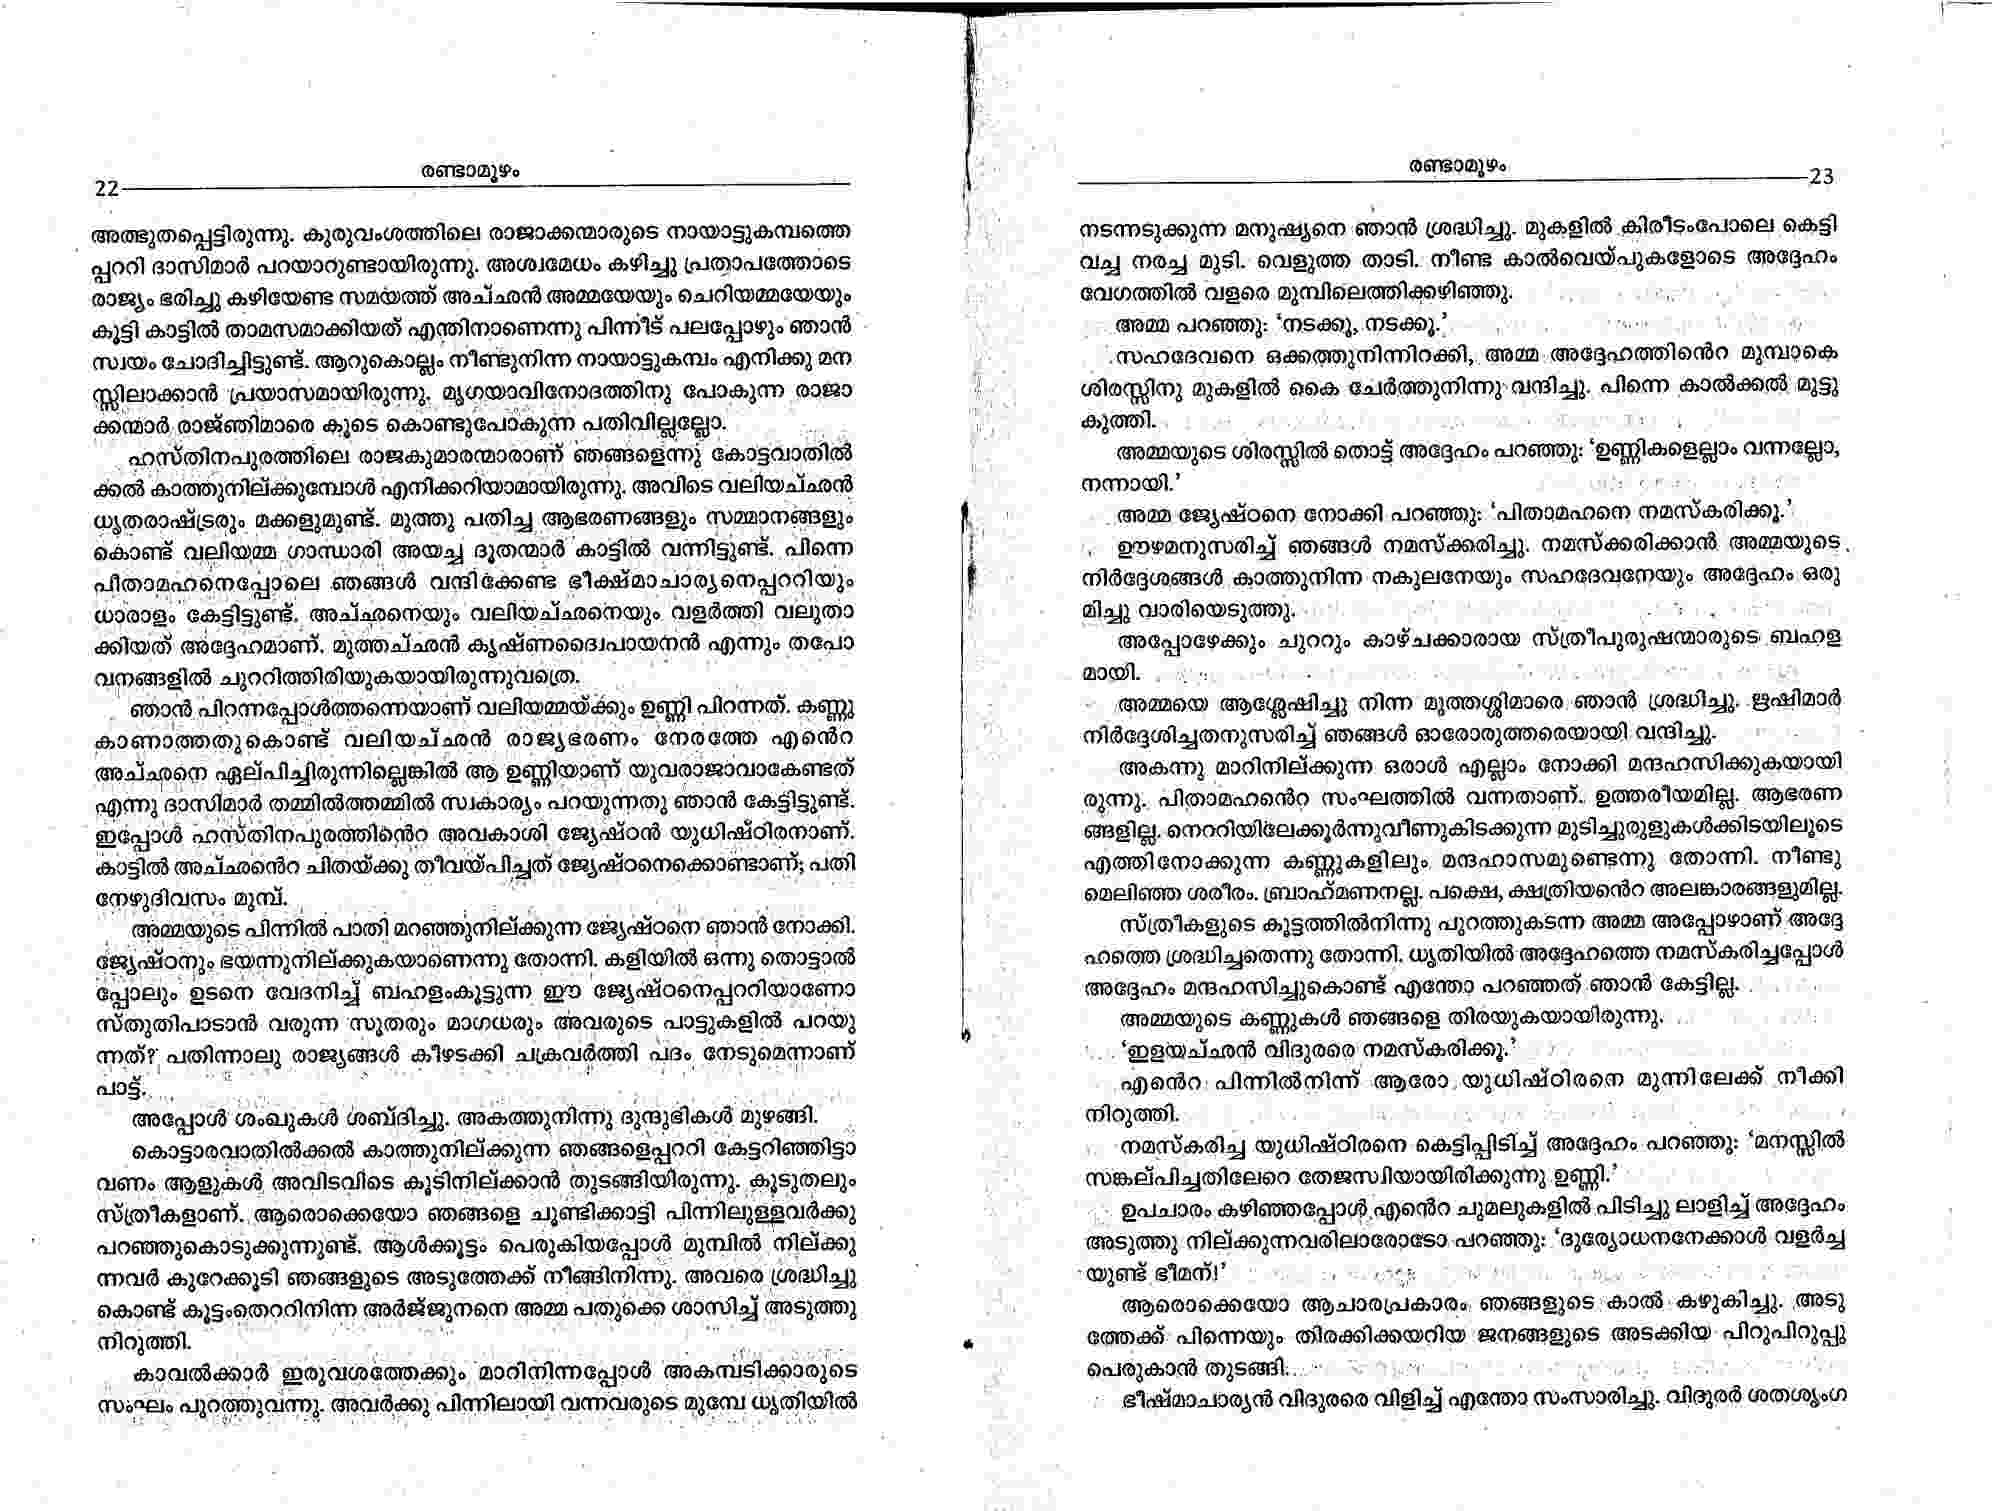 രണ്ടാമൂഴം
22
അത്ഭുതപ്പെട്ടിരുന്നു. കുരുവംശത്തിലെ രാജാക്കന്മാരുടെ നായാട്ടുകമ്പത്തെ
പ്പററി ദാസിമാർ പറയാറുണ്ടായിരുന്നു. അശ്വമേധം കഴിച്ചു പ്രതാപത്തോടെ
രാജ്യം ഭരിച്ചു കഴിയേണ്ട സമയത്ത് അച്ഛൻ അമ്മയേയും ചെറിയമ്മയേയും
കൂട്ടി കാട്ടിൽ താമസമാക്കിയത് എന്തിനാണെന്നു പിന്നീട് പലപ്പോഴും ഞാൻ
സ്വയം ചോദിച്ചിട്ടുണ്ട്. ആറുകൊല്ലം നീണ്ടുനിന്ന നായാട്ടുകമ്പം എനിക്കു മന
സ്സിലാക്കാൻ പ്രയാസമായിരുന്നു. മൃഗയാവിനോദത്തിനു പോകുന്ന രാജാ
ക്കന്മാർ രാജ്ഞിമാരെ കൂടെ കൊണ്ടുപോകുന്ന പതിവില്ലല്ലോ.
ഹസ്തിനപുരത്തിലെ രാജകുമാരന്മാരാണ് ഞങ്ങളെന്നു കോട്ടവാതിൽ
ക്കൽ കാത്തുനില്ക്കുമ്പോൾ എനിക്കറിയാമായിരുന്നു. അവിടെ വലിയച്ഛൻ
ധൃതരാഷ്ട്രരും മക്കളുമുണ്ട്. മുത്തു പതിച്ച ആഭരണങ്ങളും സമ്മാനങ്ങളും
കൊണ്ട് വലിയമ്മ ഗാന്ധാരി അയച്ച ദൂതന്മാർ കാട്ടിൽ വന്നിട്ടുണ്ട്. പിന്നെ
പിതാമഹനെപ്പോലെ ഞങ്ങൾ വന്ദിക്കേണ്ട ഭീക്ഷ്മാചാര്യനെപ്പററിയും
ധാരാളം കേട്ടിട്ടുണ്ട്. അച്ഛനെയും വലിയച്ഛനെയും വളർത്തി വലുതാ
ക്കിയത് അദ്ദേഹമാണ്. മുത്തച്ഛൻ കൃഷ്ണദ്വൈപായനൻ എന്നും തപോ
വനങ്ങളിൽ ചുററിത്തിരിയുകയായിരുന്നുവത്രെ.
ഞാൻ പിറന്നപ്പോൾത്തന്നെയാണ് വലിയമ്മയ്ക്കും ഉണ്ണി പിറന്നത്. കണ്ണു
കാണാത്തതുകൊണ്ട് വലിയച്ഛൻ രാജ്യഭരണം നേരത്തേ എൻെറ
അച്ഛനെ ഏല്പിച്ചിരുന്നില്ലെങ്കിൽ ആ ഉണ്ണിയാണ് യുവരാജാവാകേണ്ടത്
എന്നു ദാസിമാർ തമ്മിൽത്തമ്മിൽ സ്വകാര്യം പറയുന്നതു ഞാൻ കേട്ടിട്ടുണ്ട്.
ഇപ്പോൾ ഹസ്തിനപുരത്തിൻെറ അവകാശി ജ്യേഷ്ഠൻ യുധിഷ്ഠിരനാണ്.
കാട്ടിൽ അച്ഛൻെറ ചിതയ്ക്കു തീവയ്പിച്ചത് ജ്യേഷ്ഠനെക്കൊണ്ടാണ്; പതി
നേഴുദിവസം മുമ്പ്.
അമ്മയുടെ പിന്നിൽ പാതി മറഞ്ഞുനില്ക്കുന്ന ജ്യേഷ്ഠനെ ഞാൻ നോക്കി.
ജ്യേഷ്ഠനും ഭയന്നുനില്ക്കുകയാണെന്നു തോന്നി. കളിയിൽ ഒന്നു തൊട്ടാൽ
പ്പോലും ഉടനെ വേദനിച്ച് ബഹളംകൂട്ടുന്ന ഈ ജ്യേഷ്ഠനെപ്പററിയാണോ
സ്തുതിപാടാൻ വരുന്ന സൂതരും മാഗധരും അവരുടെ പാട്ടുകളിൽ പറയു
ന്നത്? പതിന്നാലു രാജ്യങ്ങൾ കീഴടക്കി ചക്രവർത്തി പദം നേടുമെന്നാണ്
പാട്ട്.
അപ്പോൾ ശംഖുകൾ ശബ്ദിച്ചു. അകത്തുനിന്നു ദുന്ദുഭികൾ മുഴങ്ങി.
കൊട്ടാരവാതിൽക്കൽ കാത്തുനില്ക്കുന്ന ഞങ്ങളെപ്പററി കേട്ടറിഞ്ഞിട്ടാ
വണം ആളുകൾ അവിടവിടെ കൂടിനില്ക്കാൻ തുടങ്ങിയിരുന്നു. കൂടുതലും
സ്ത്രീകളാണ്. ആരൊക്കെയോ ഞങ്ങളെ ചൂണ്ടിക്കാട്ടി പിന്നിലുള്ളവർക്കു
പറഞ്ഞുകൊടുക്കുന്നുണ്ട്. ആൾക്കൂട്ടം പെരുകിയപ്പോൾ മുമ്പിൽ നില്ക്കു
ന്നവർ കുറേക്കൂടി ഞങ്ങളുടെ അടുത്തേക്ക് നീങ്ങിനിന്നു. അവരെ ശ്രദ്ധിച്ചു
കൊണ്ട് കൂട്ടംതെററിനിന്ന അർജ്ജുനനെ അമ്മ പതുക്കെ ശാസിച്ച് അടുത്തു
നിറുത്തി.
കാവൽക്കാർ ഇരുവശത്തേക്കും മാറിനിന്നപ്പോൾ അകമ്പടിക്കാരുടെ
സംഘം പുറത്തുവന്നു. അവർക്കു പിന്നിലായി വന്നവരുടെ മുമ്പേ ധൃതിയിൽ
രണ്ടാമൂഴം
23
നടന്നടുക്കുന്ന മനുഷ്യനെ ഞാൻ ശ്രദ്ധിച്ചു. മുകളിൽ കിരീടംപോലെ കെട്ടി
വച്ച നരച്ച മുടി. വെളുത്ത താടി. നീണ്ട കാൽവെയ്പുകളോടെ അദ്ദേഹം
വേഗത്തിൽ വളരെ മുമ്പിലെത്തിക്കഴിഞ്ഞു.
അമ്മ പറഞ്ഞു: ‘നടക്കൂ, നടക്കൂ.’
സഹദേവനെ ഒക്കത്തുനിന്നിറക്കി, അമ്മ അദ്ദേഹത്തിൻെറ മുമ്പാകെ
ശിരസ്സിനു മുകളിൽ കൈ ചേർത്തുനിന്നു വന്ദിച്ചു. പിന്നെ കാൽക്കൽ മുട്ടു
കുത്തി.
അമ്മയുടെ ശിരസ്സിൽ തൊട്ട് അദ്ദേഹം പറഞ്ഞു: ‘ഉണ്ണികളെല്ലാം വന്നല്ലോ,
നന്നായി.’
അമ്മ ജ്യേഷ്ഠനെ നോക്കി പറഞ്ഞു: ‘പിതാമഹനെ നമസ്കരിക്കൂ.’
ഊഴമനുസരിച്ച് ഞങ്ങൾ നമസ്ക്കരിച്ചു. നമസ്ക്കരിക്കാൻ അമ്മയുടെ
നിർദ്ദേശങ്ങൾ കാത്തുനിന്ന നകുലനേയും സഹദേവനേയും അദ്ദേഹം ഒരു
മിച്ചു വാരിയെടുത്തു.
അപ്പോഴേക്കും ചുററും കാഴ്ചക്കാരായ സ്ത്രീപുരുഷന്മാരുടെ ബഹള
മായി.
അമ്മയെ ആശ്ലേഷിച്ചു നിന്ന മുത്തശ്ശിമാരെ ഞാൻ ശ്രദ്ധിച്ചു. ഋഷിമാർ
നിർദ്ദേശിച്ചതനുസരിച്ച് ഞങ്ങൾ ഓരോരുത്തരെയായി വന്ദിച്ചു.
അകന്നു മാറിനില്ക്കുന്ന ഒരാൾ എല്ലാം നോക്കി മന്ദഹസിക്കുകയായി
രുന്നു. പിതാമഹൻെറ സംഘത്തിൽ വന്നതാണ്. ഉത്തരീയമില്ല. ആഭരണ
ങ്ങളില്ല. നെററിയിലേക്കൂർന്നുവീണുകിടക്കുന്ന മുടിച്ചുരുളുകൾക്കിടയിലൂടെ
എത്തിനോക്കുന്ന കണ്ണുകളിലും മന്ദഹാസമുണ്ടെന്നു തോന്നി. നീണ്ടു
മെലിഞ്ഞ ശരീരം. ബ്രാഹ്മണനല്ല. പക്ഷെ, ക്ഷത്രിയൻെറ അലങ്കാരങ്ങളുമില്ല.
സ്ത്രീകളുടെ കൂട്ടത്തിൽനിന്നു പുറത്തുകടന്ന അമ്മ അപ്പോഴാണ് അദ്ദേ
ഹത്തെ ശ്രദ്ധിച്ചതെന്നു തോന്നി. ധൃതിയിൽ അദ്ദേഹത്തെ നമസ്കരിച്ചപ്പോൾ
അദ്ദേഹം മന്ദഹസിച്ചുകൊണ്ട് എന്തോ പറഞ്ഞത് ഞാൻ കേട്ടില്ല.
അമ്മയുടെ കണ്ണുകൾ ഞങ്ങളെ തിരയുകയായിരുന്നു.
‘ഇളയച്ഛൻ വിദുരരെ നമസ്കരിക്കൂ.’
എൻെറ പിന്നിൽനിന്ന് ആരോ യുധിഷ്ഠിരനെ മുന്നിലേക്ക് നീക്കി
നിറുത്തി.
നമസ്കരിച്ച യുധിഷ്ഠിരനെ കെട്ടിപ്പിടിച്ച് അദ്ദേഹം പറഞ്ഞു: ‘മനസ്സിൽ
സങ്കല്പിച്ചതിലേറെ തേജസ്വിയായിരിക്കുന്നു ഉണ്ണി.’
ഉപചാരം കഴിഞ്ഞപ്പോൾ എൻെറ ചുമലുകളിൽ പിടിച്ചു ലാളിച്ച് അദ്ദേഹം
അടുത്തു നില്ക്കുന്നവരിലാരോടോ പറഞ്ഞു: ‘ദുര്യോധനനേക്കാൾ വളർച്ച
യുണ്ട് ഭീമന്!’
ആരൊക്കെയോ ആചാരപ്രകാരം ഞങ്ങളുടെ കാൽ കഴുകിച്ചു. അടു
ത്തേക്ക് പിന്നെയും തിരക്കിക്കയറിയ ജനങ്ങളുടെ അടക്കിയ പിറുപിറുപ്പു
പെരുകാൻ തുടങ്ങി.
ഭീഷ്മാചാര്യൻ വിദുരരെ വിളിച്ച് എന്തോ സംസാരിച്ചു. വിദുരർ ശതശൃംഗ